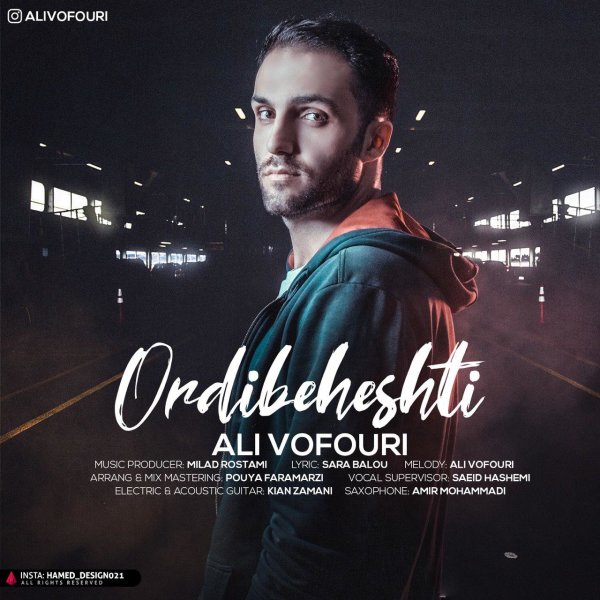 ALIVOFOURI
Ordibeheshti
ALI VOFOURI
MUSIC PRODUCER: MILAD ROSTAMI LYRIC: SARA BALOU MELODY: ALI VOFOURI
ARRANG & MIX MASTERING: POUYA FARAMARZI VOCAL SUPERVISOR: SAEID HASHEMI
ELECTRIC & ACOUSTIC GUITAR: KIAN ZAMANI SAXOPHONE: AMIR MOHAMMADI
INSTA: HAMED_DESIGN021
ALL RIGHTS RESERVED